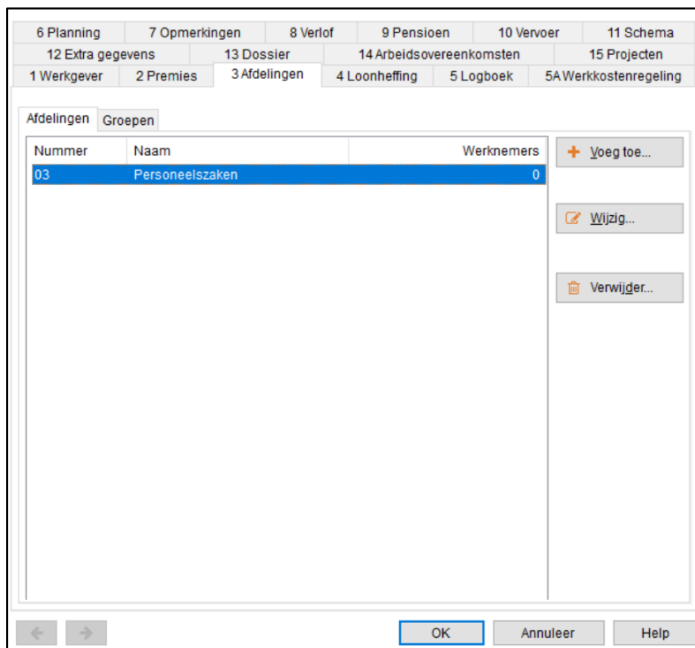 6 Planning 7 Opmerkingen 8 Verlof 9 Pensioen 10 Vervoer 11 Schema
12 Extra gegevens 13 Dossier 14 Arbeidsovereenkomsten 15 Projecten
1 Werkgever 2 Premies 3 Afdelingen 4 Loonheffing 5 Logboek 5A Werkkostenregeling
Afdelingen Groepen
Nummer Naam Werknemers
03 Personeelszaken 0
Voeg toe...
Wijzig...
Verwijder...
OK Annuleer Help